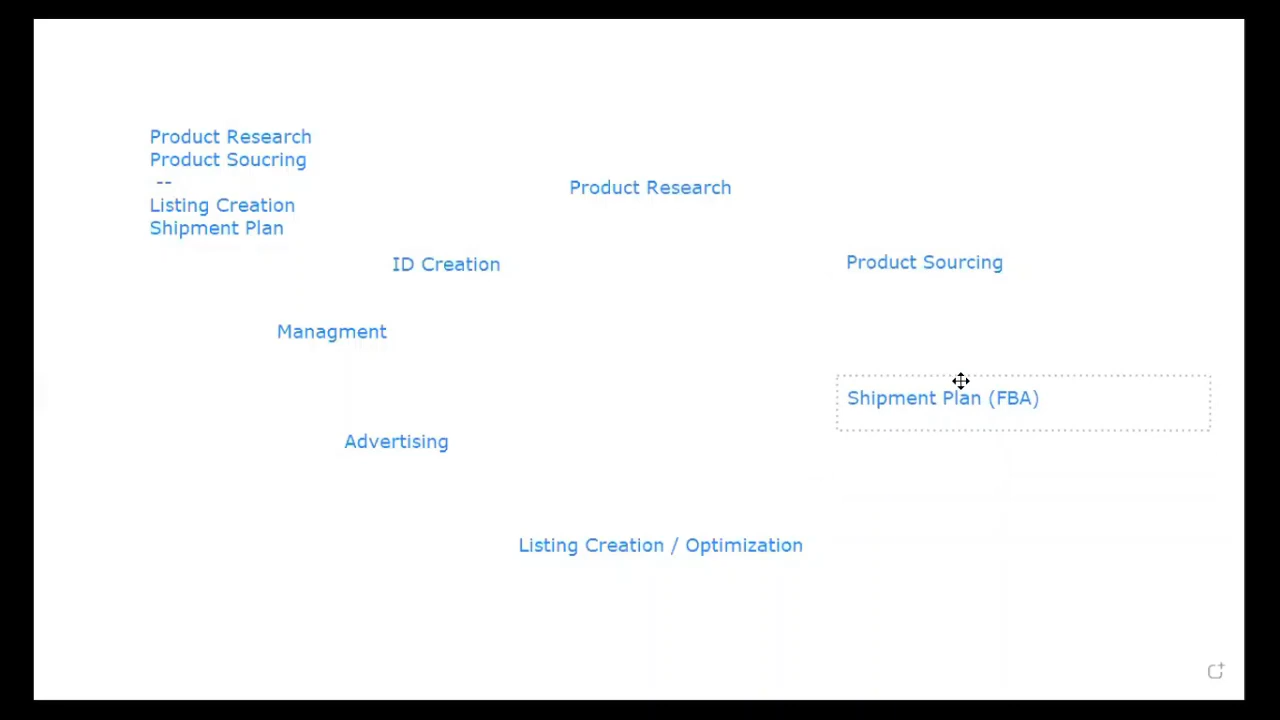 Product Research
Product Soucring
--
Listing Creation
Shipment Plan
Product Research
ID Creation
Product Sourcing
Managment
Shipment Plan (FBA)
Advertising
Listing Creation / Optimization